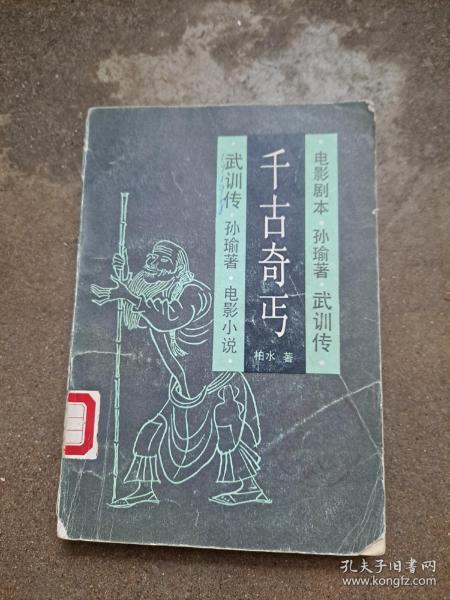 千古奇丐
柏水 著
电影剧本·孙瑜著·武训传·
武训传·孙瑜著·电影小说·
孔夫子旧书网
www.kongfz.com